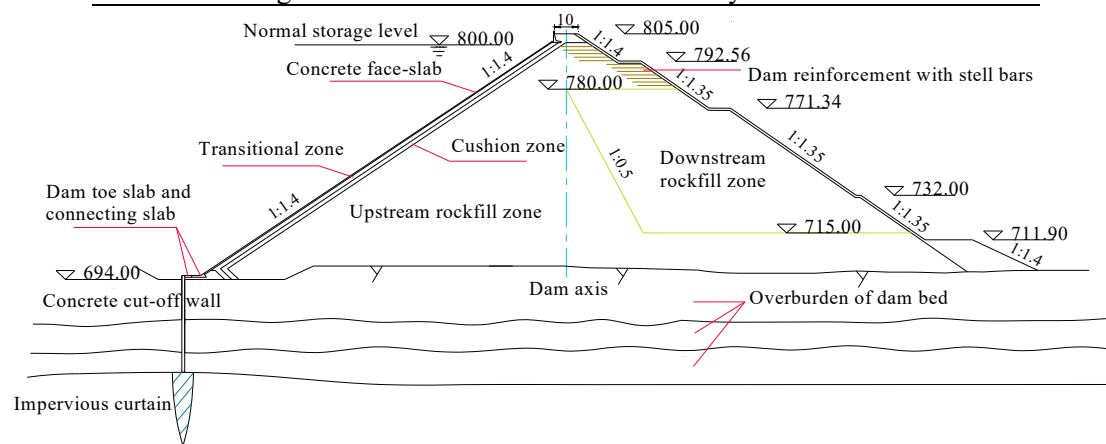 10
Normal storage level
800.00
805.00
1:1.4
792.56
Concrete face-slab
1:1.4
Dam reinforcement with stell bars
780.00
1:1.35
771.34
Transitional zone
Cushion zone
1:0.5
Downstream
rockfill zone
1:1.35
Dam toe slab and
connecting slab
1:1.4
Upstream rockfill zone
732.00
1:1.35
715.00
711.90
1:1.4
694.00
Concrete cut-off wall
Dam axis
Overburden of dam bed
Impervious curtain